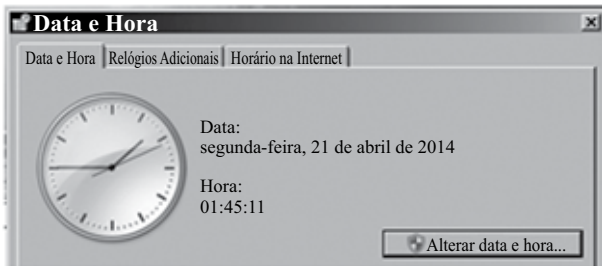 Data e Hora
Data e Hora Relógios Adicionais Horário na Internet
Data:
segunda-feira, 21 de abril de 2014
Hora:
01:45:11
Alterar data e hora...